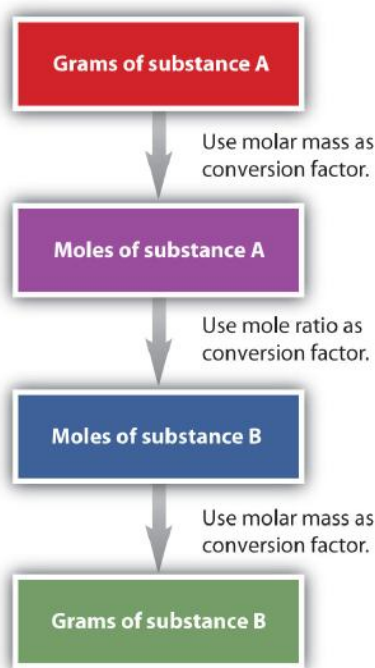 Grams of substance A
Use molar mass as
conversion factor.
Moles of substance A
Use mole ratio as
conversion factor.
Moles of substance B
Use molar mass as
conversion factor.
Grams of substance B